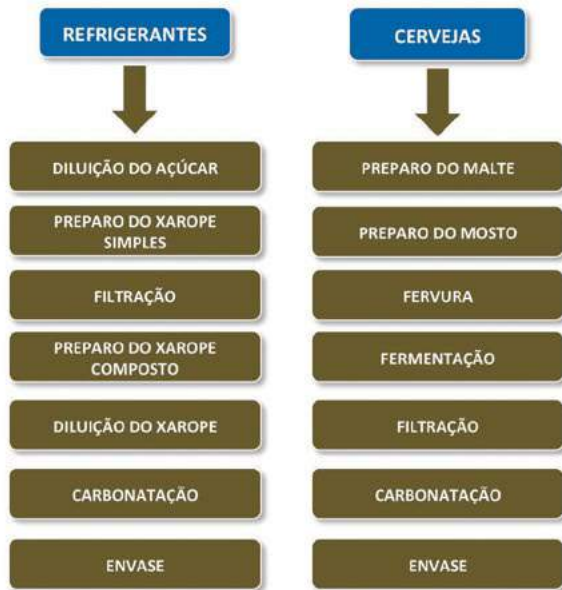 REFRIGERANTES
DILUIÇÃO DO AÇÚCAR
PREPARO DO XAROPE
SIMPLES
FILTRAÇÃO
PREPARO DO XAROPE
COMPOSTO
DILUIÇÃO DO XAROPE
CARBONATAÇÃO
ENVASE
CERVEJAS
PREPARO DO MALTE
PREPARO DO MOSTO
FERVURA
FERMENTAÇÃO
FILTRAÇÃO
CARBONATAÇÃO
ENVASE